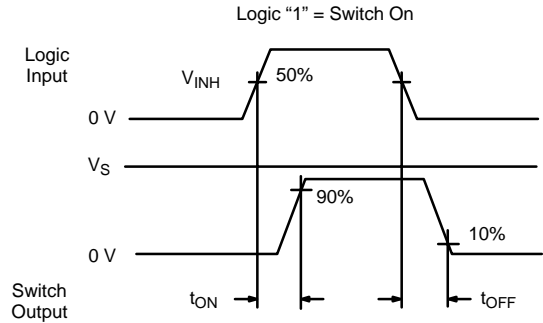 Logic “1” = Switch On
Logic
Input
VINH
50%
0 V
VS
90%
10%
0 V
Switch
Output
tON
tOFF